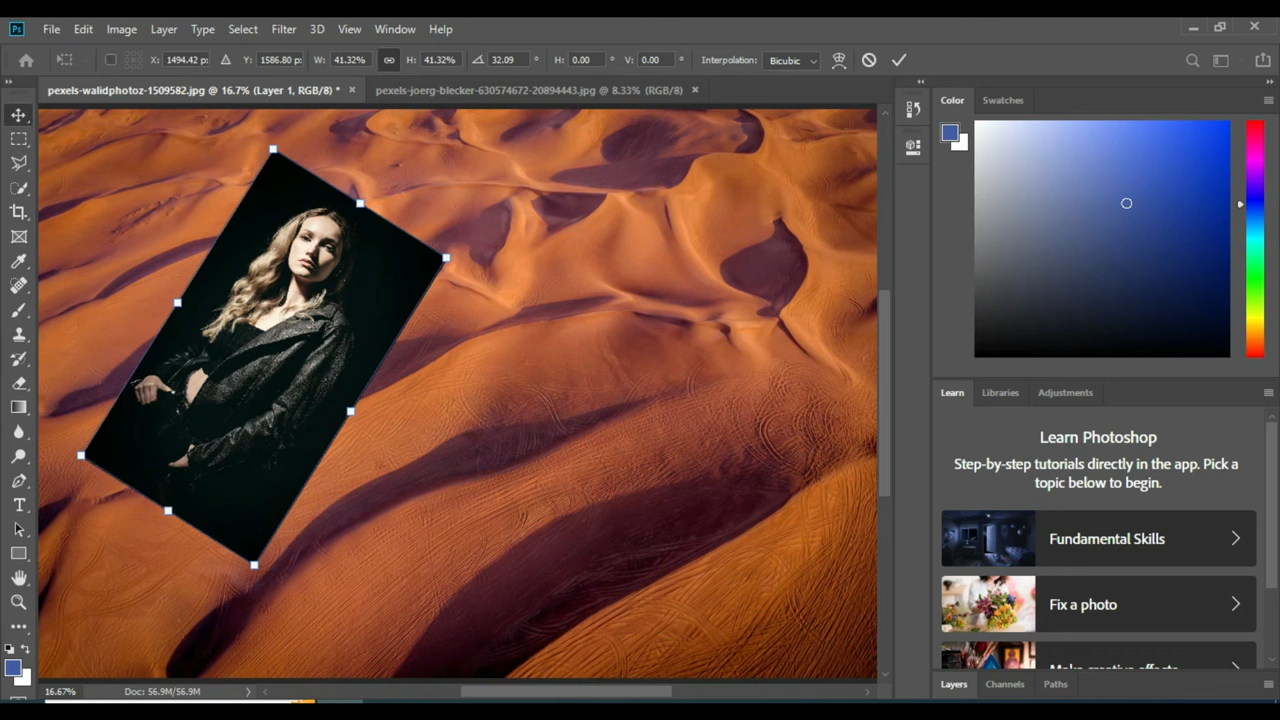 Ps File Edit Image Layer Type Select Filter 3D View Window Help
X: 1494.42 p: Y: 1586.80 p: W: 41.32% H: 41.32% 32.09 ° H: 0.00 ° V: 0.00 ° Interpolation: Bicubic
pexels-walidphotoz-1509582.jpg @ 16.7% (Layer 1, RGB/8) * × pexels-joerg-blecker-630574672-20894443.jpg @ 8.33% (RGB/8) ×
Color Swatches
Learn Libraries Adjustments
Learn Photoshop
Step-by-step tutorials directly in the app. Pick a
topic below to begin.
Fundamental Skills
Fix a photo
Make creative effects
16.67% Doc: 56.9M/56.9M
Layers Channels Paths